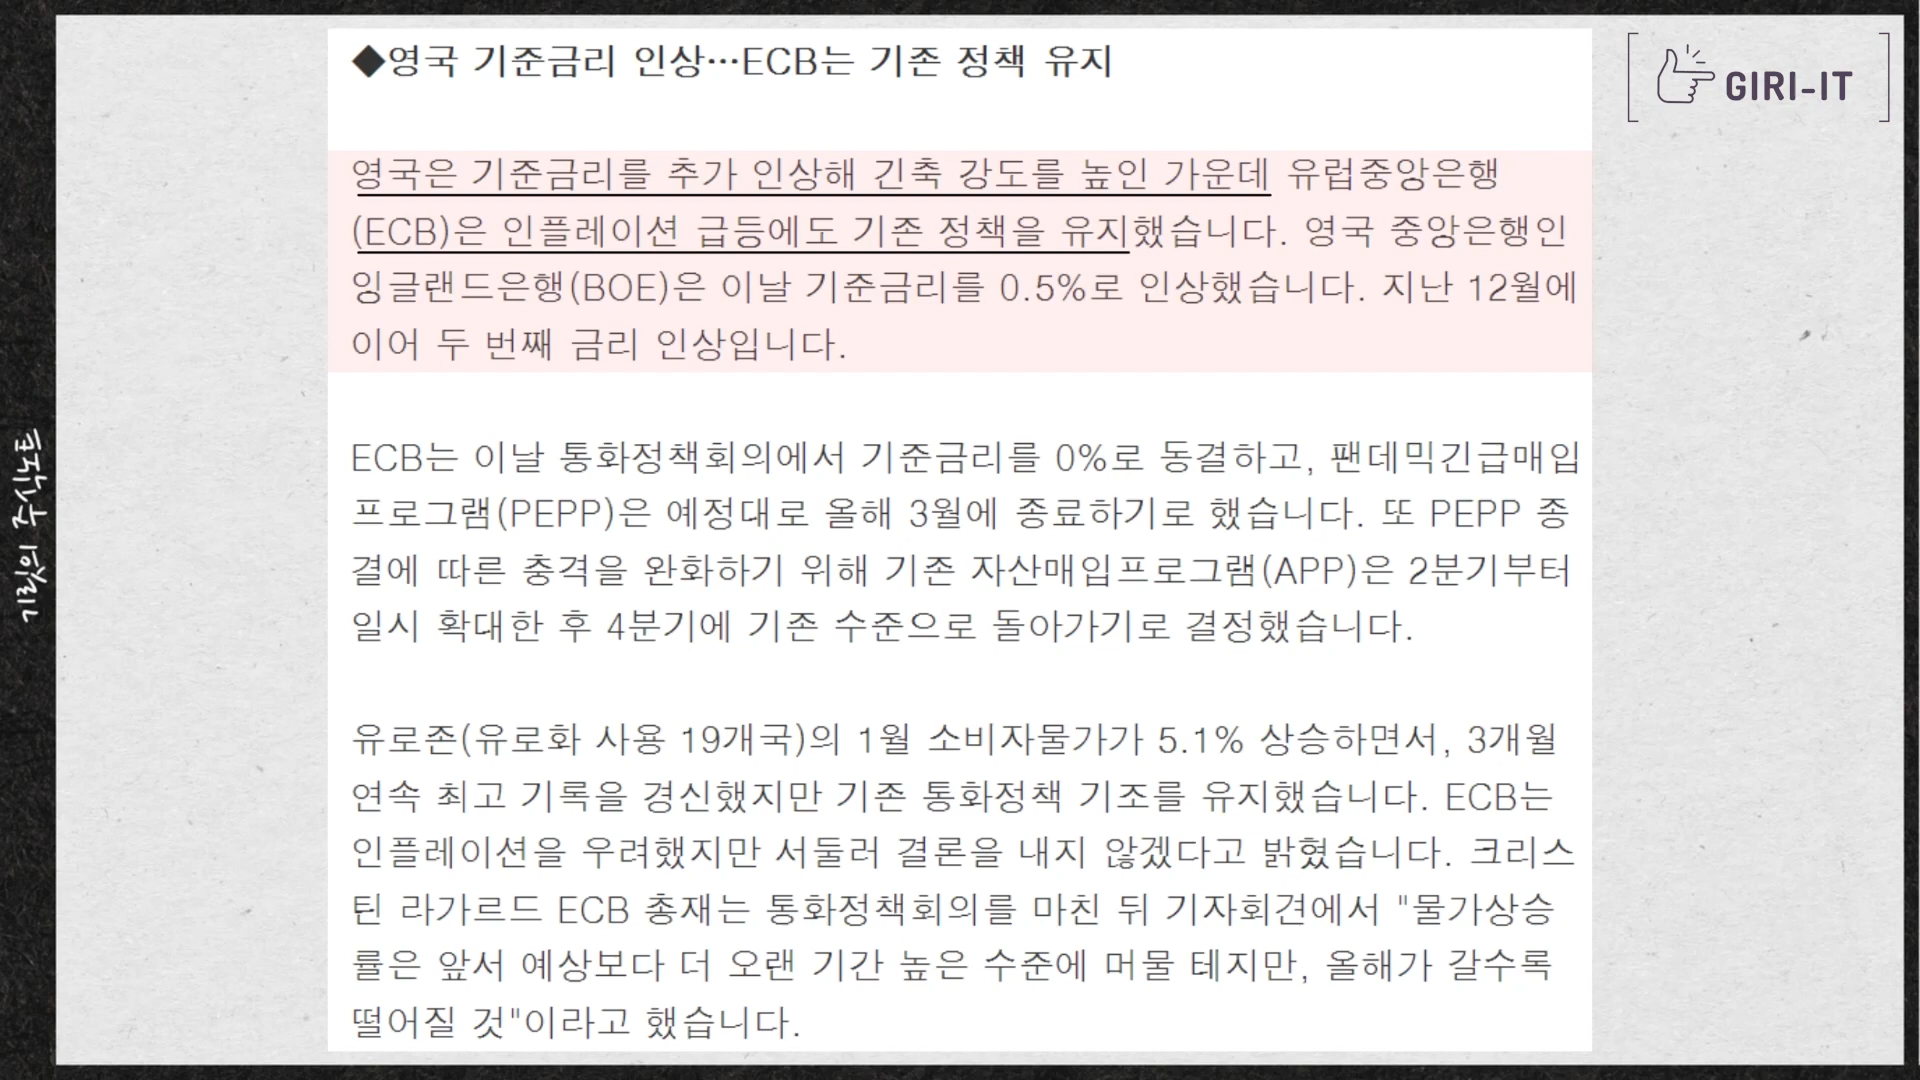 ◆영국 기준금리 인상…ECB는 기존 정책 유지
GIRI-IT
영국은 기준금리를 추가 인상해 긴축 강도를 높인 가운데 유럽중앙은행
(ECB)은 인플레이션 급등에도 기존 정책을 유지했습니다. 영국 중앙은행인
잉글랜드은행(BOE)은 이날 기준금리를 0.5%로 인상했습니다. 지난 12월에
이어 두 번째 금리 인상입니다.
ECB는 이날 통화정책회의에서 기준금리를 0%로 동결하고, 팬데믹긴급매입
프로그램(PEPP)은 예정대로 올해 3월에 종료하기로 했습니다. 또 PEPP 종
결에 따른 충격을 완화하기 위해 기존 자산매입프로그램(APP)은 2분기부터
일시 확대한 후 4분기에 기존 수준으로 돌아가기로 결정했습니다.
유로존(유로화 사용 19개국)의 1월 소비자물가가 5.1% 상승하면서, 3개월
연속 최고 기록을 경신했지만 기존 통화정책 기조를 유지했습니다. ECB는
인플레이션을 우려했지만 서둘러 결론을 내지 않겠다고 밝혔습니다. 크리스
틴 라가르드 ECB 총재는 통화정책회의를 마친 뒤 기자회견에서 "물가상승
률은 앞서 예상보다 더 오랜 기간 높은 수준에 머물 테지만, 올해가 갈수록
떨어질 것"이라고 했습니다.
기릿의 주식노트